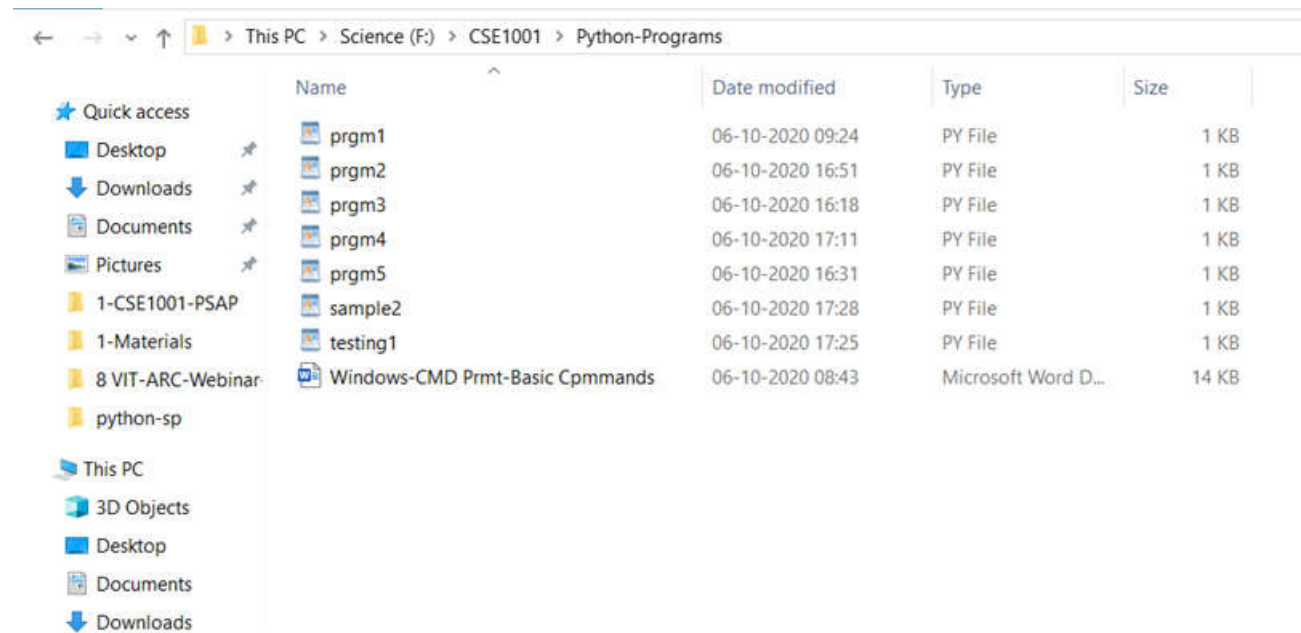 This PC > Science (F:) > CSE1001 > Python-Programs
Name Date modified Type Size
Quick access
Desktop
Downloads
Documents
Pictures
1-CSE1001-PSAP
1-Materials
8 VIT-ARC-Webinar-
python-sp
This PC
3D Objects
Desktop
Documents
Downloads
prgm1 06-10-2020 09:24 PY File 1 KB
prgm2 06-10-2020 16:51 PY File 1 KB
prgm3 06-10-2020 16:18 PY File 1 KB
prgm4 06-10-2020 17:11 PY File 1 KB
prgm5 06-10-2020 16:31 PY File 1 KB
sample2 06-10-2020 17:28 PY File 1 KB
testing1 06-10-2020 17:25 PY File 1 KB
Windows-CMD Prmt-Basic Cpmmands 06-10-2020 08:43 Microsoft Word D... 14 KB